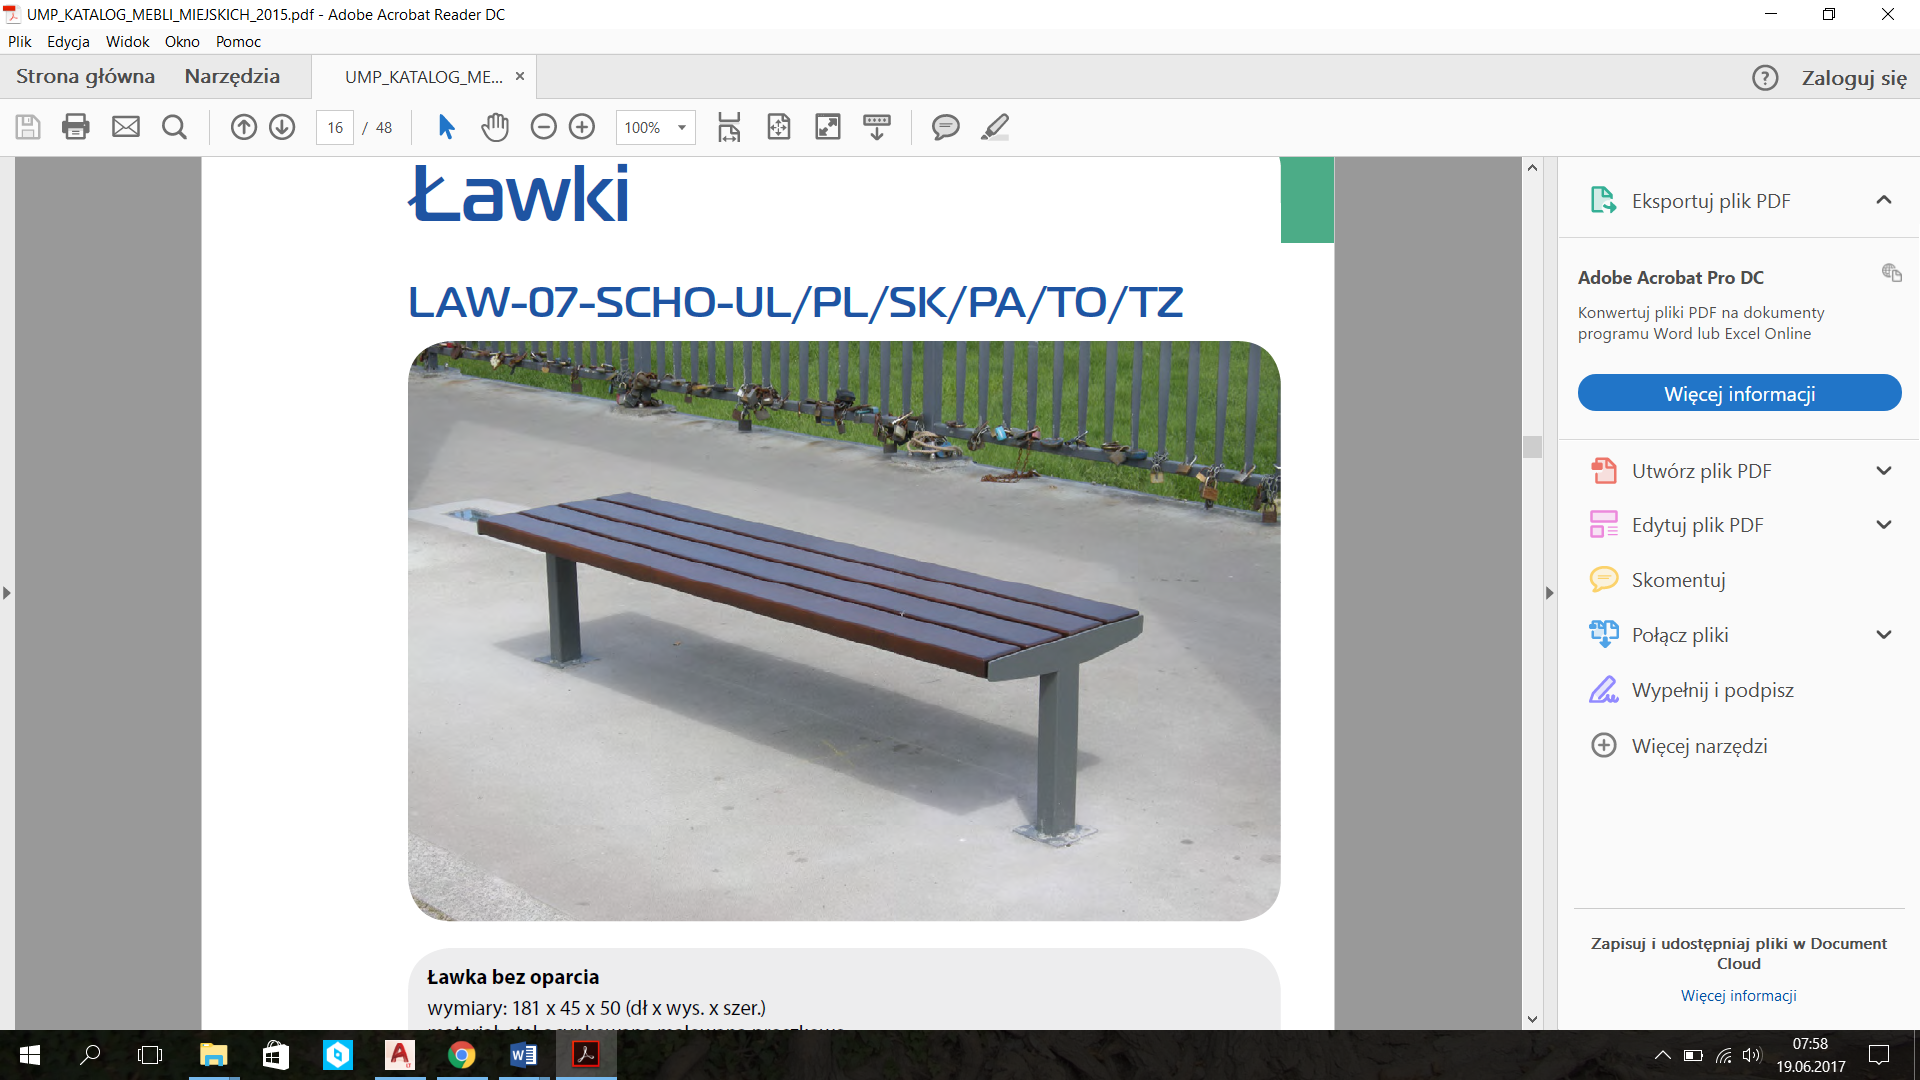 UMP_KATALOG_MEBLI_MIEJSKICH_2015.pdf - Adobe Acrobat Reader DC
Plik Edycja Widok Okno Pomoc
Strona główna Narzędzia UMP_KATALOG_ME... × Zaloguj się
16 / 48 100%
Ławki
LAW-07-SCHO-UL/PL/SK/PA/TO/TZ
Ławka bez oparcia
wymiary: 181 x 45 x 50 (dł x wys. x szer.)
Eksportuj plik PDF
Adobe Acrobat Pro DC
Konwertuj pliki PDF na dokumenty
programu Word lub Excel Online
Więcej informacji
Utwórz plik PDF
Edytuj plik PDF
Skomentuj
Połącz pliki
Wypełnij i podpisz
Więcej narzędzi
Zapisuj i udostępniaj pliki w Document
Cloud
Więcej informacji
07:58
19.06.2017